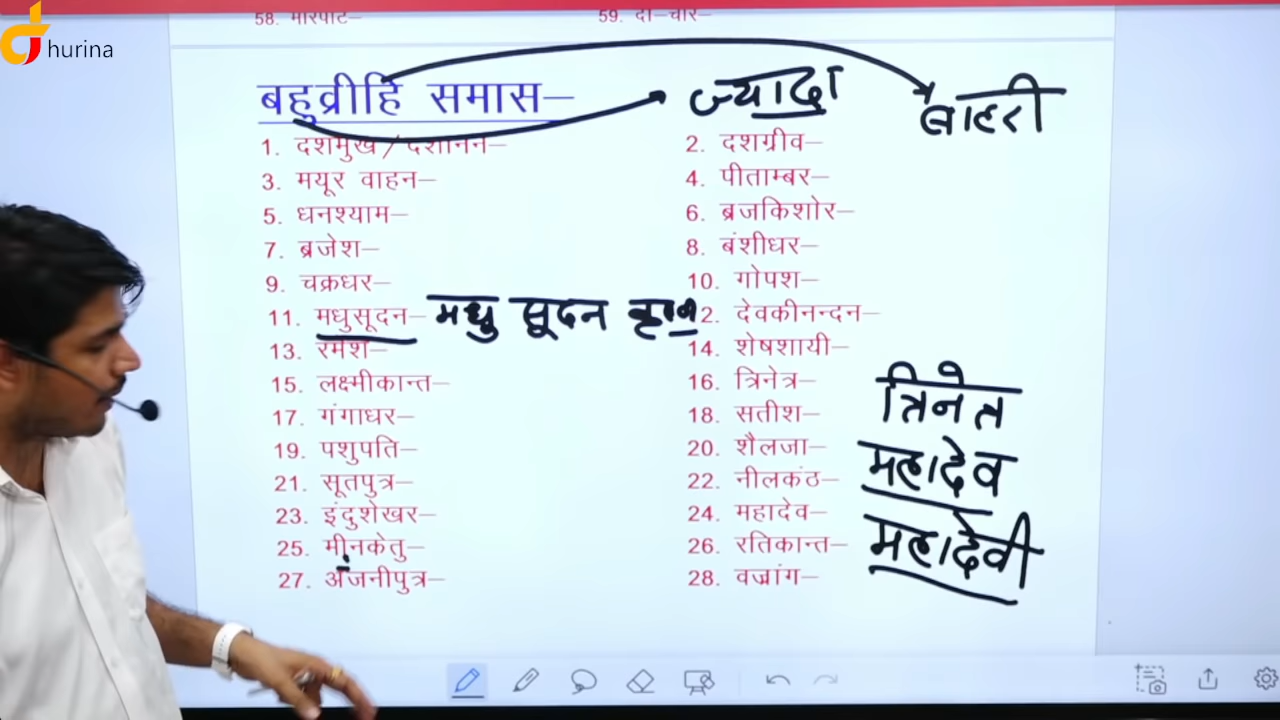 58. मारपीट–
59. दो–चार–
hurina
बहुव्रीहि समास–
ज्यादा
बाहरी
1. दशमुख / दशानन–
2. दशग्रीव–
3. मयूर वाहन–
4. पीताम्बर–
5. धनश्याम–
6. ब्रजकिशोर–
7. ब्रजेश–
8. बंशीधर–
9. चक्रधर–
10. गोपश–
11. मधुसूदन– मधु सूदन
2. देवकीनन्दन–
13. रमेश–
14. शेषशायी–
15. लक्ष्मीकान्त–
16. त्रिनेत्र–
त्रिनेत्र
17. गंगाधर–
18. सतीश–
19. पशुपति–
20. शैलजा–
महादेव
21. सूतपुत्र–
22. नीलकंठ–
23. इंदुशेखर–
24. महादेव–
25. मीनकेतु–
26. रतिकान्त–
महादेवी
27. अंजनीपुत्र–
28. वज्रांग–